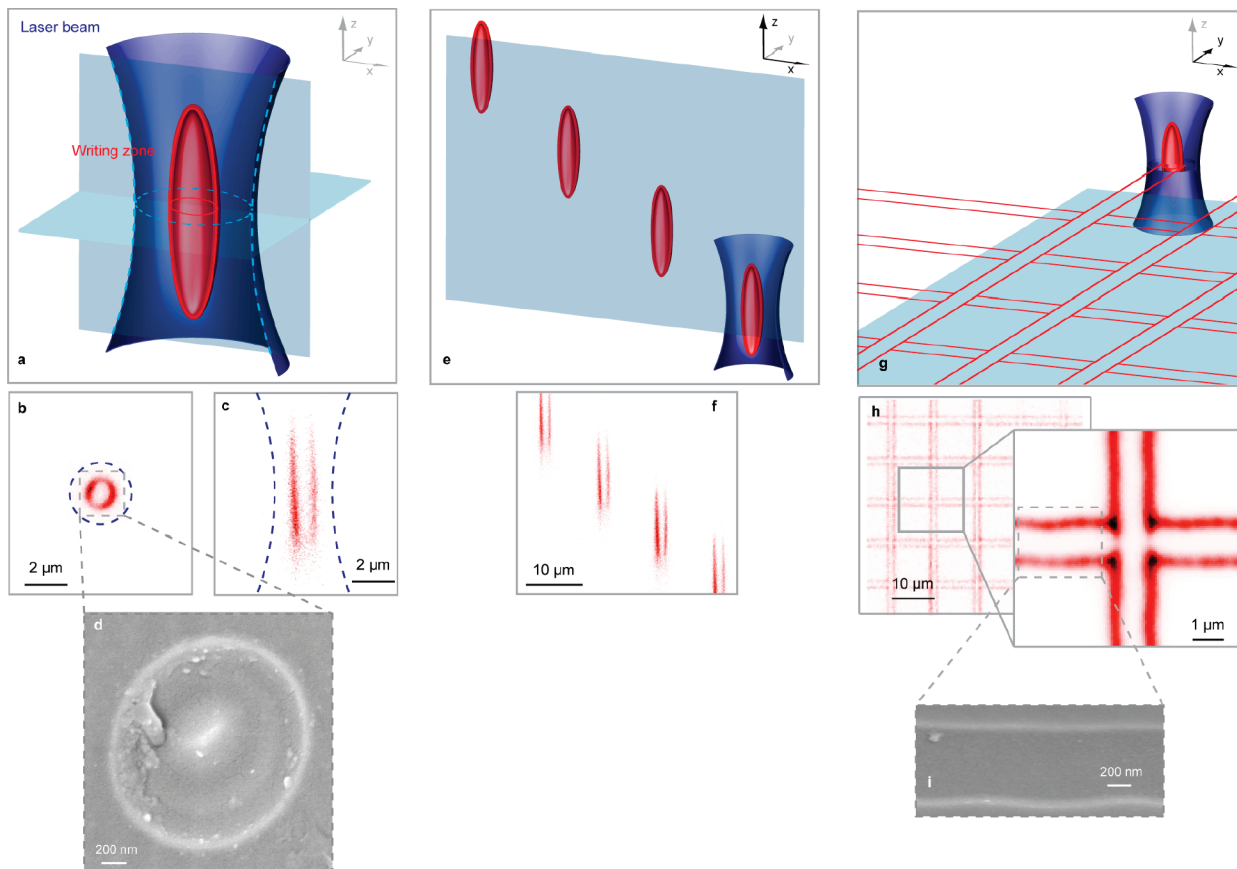 Laser beam
z
y
x
Writing zone
a
z
y
x
e
z
y
x
g
b
2 µm
c
2 µm
f
10 µm
h
10 µm
1 µm
d
200 nm
i
200 nm